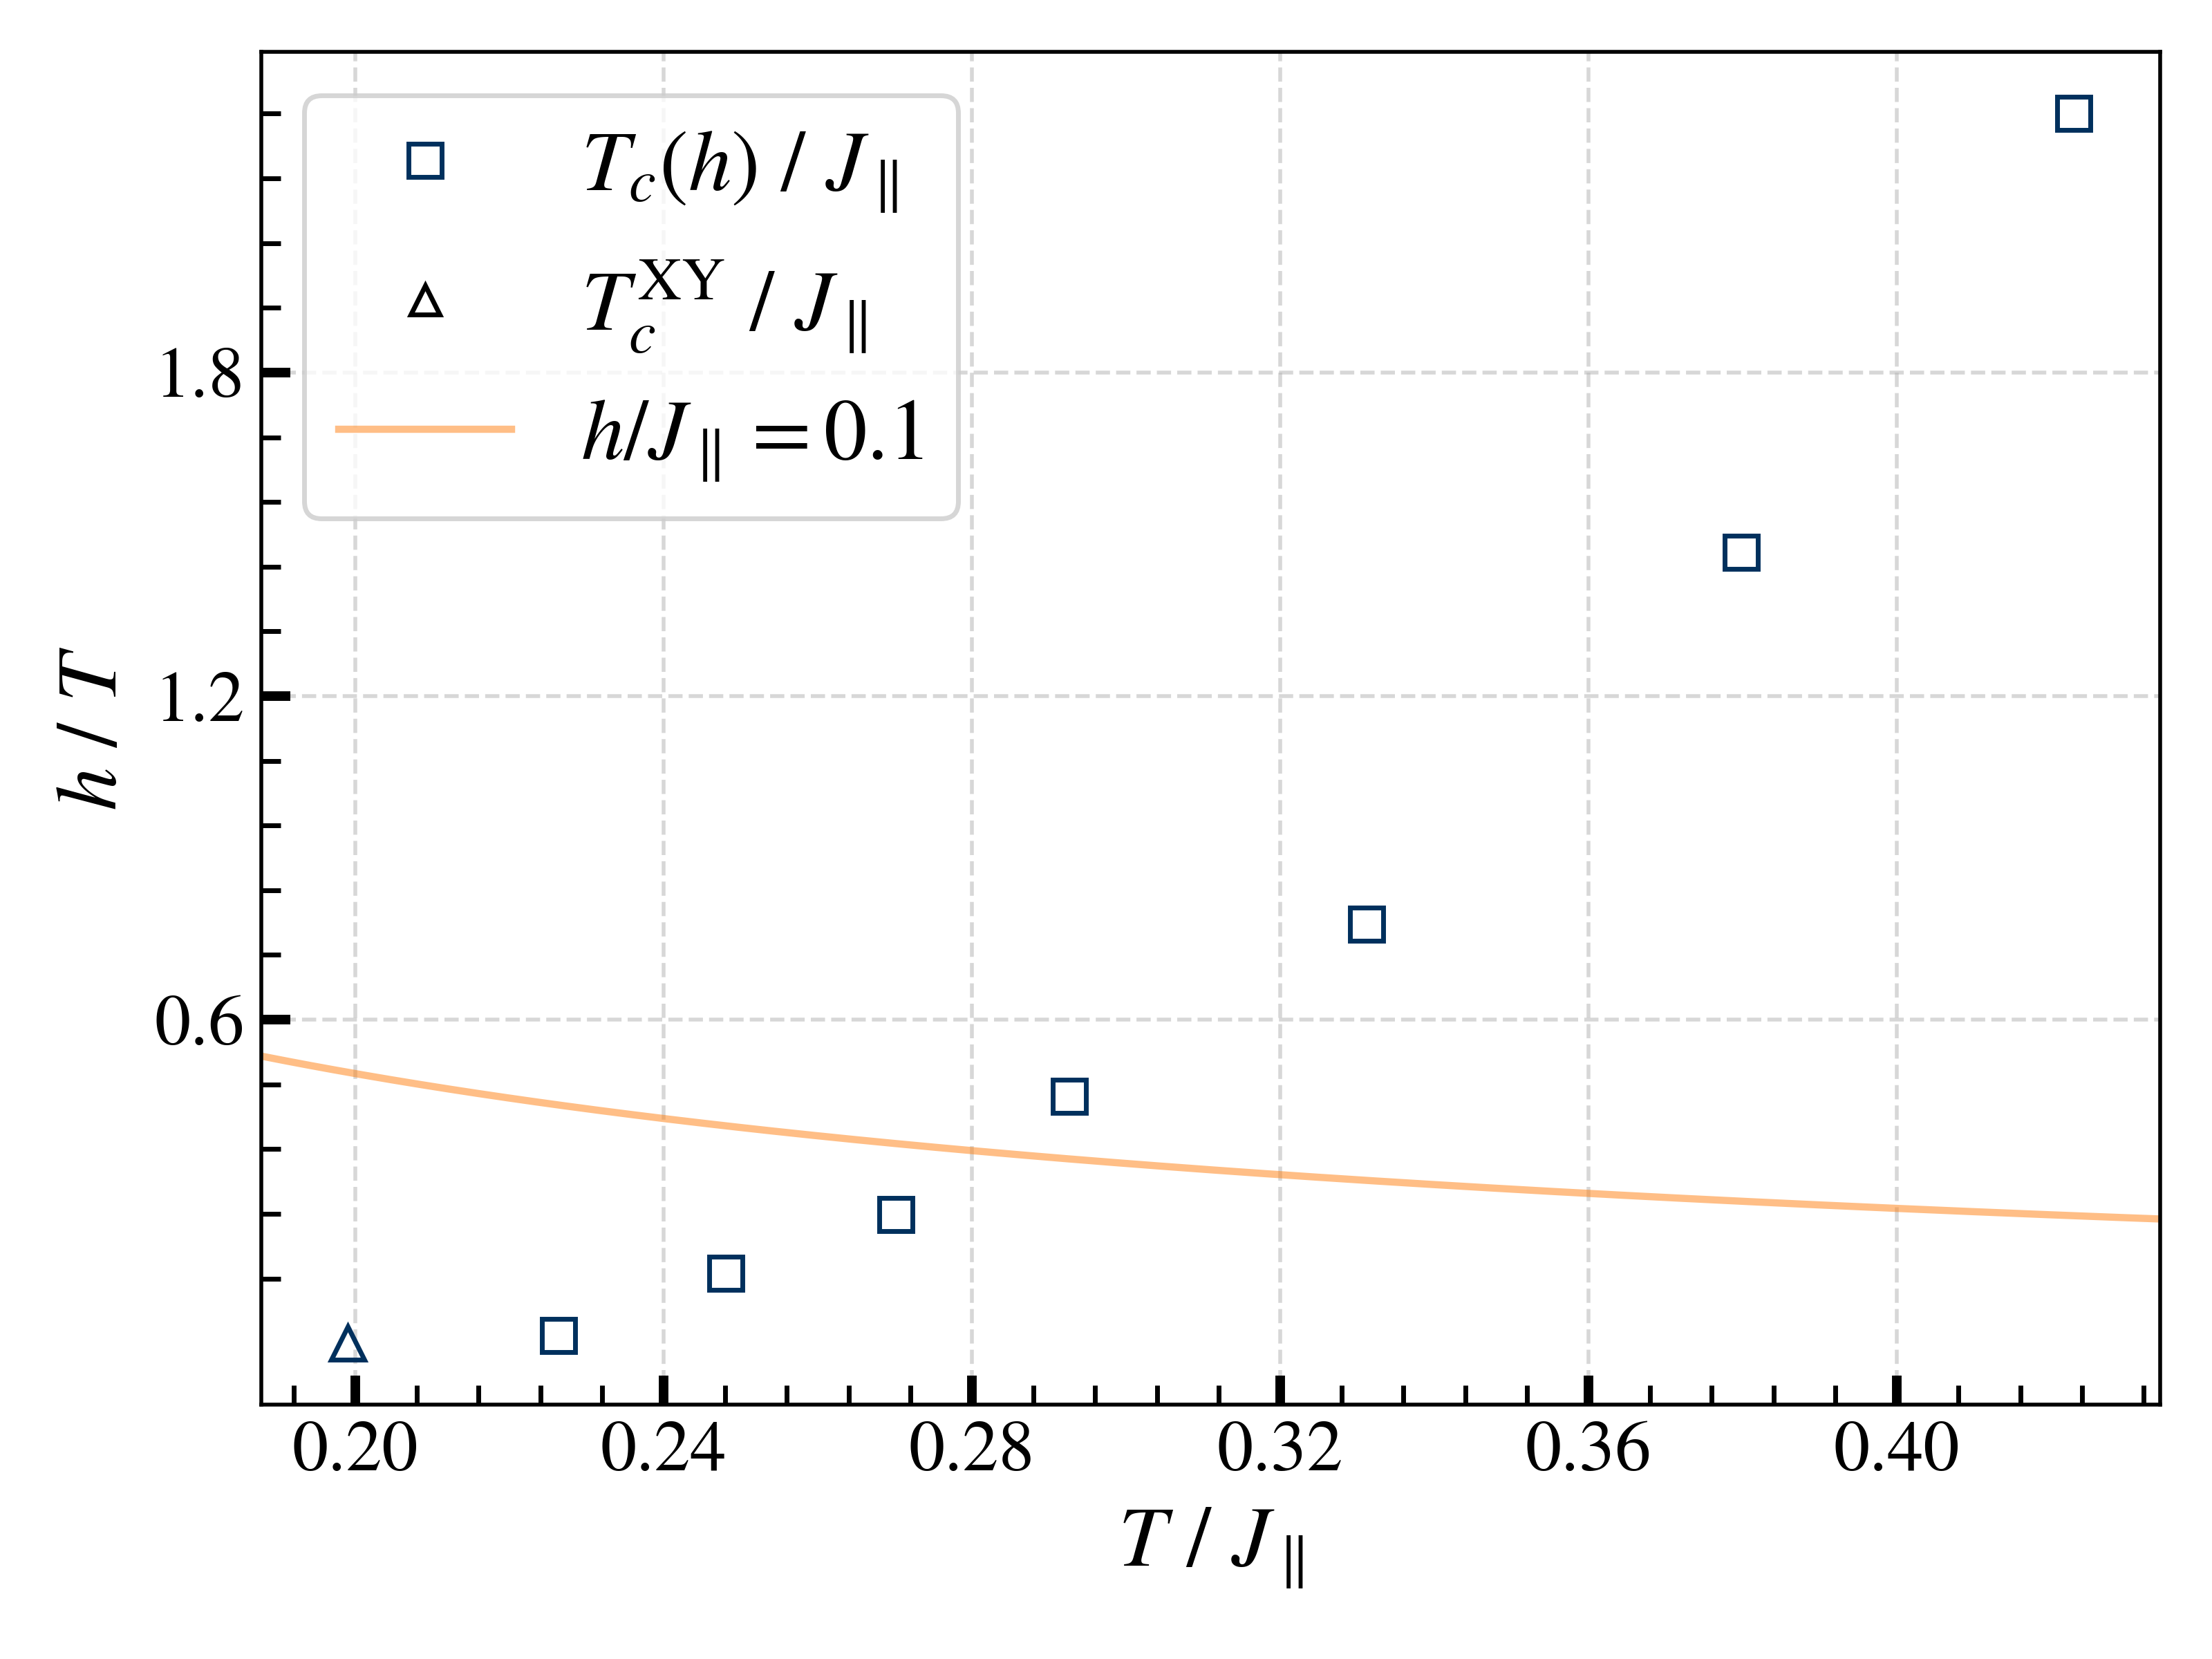 T_c(h) / J_∥
T_c^XY / J_∥
h/J_∥ = 0.1
1.8
1.2
0.6
h / T
0.20 0.24 0.28 0.32 0.36 0.40
T / J_∥